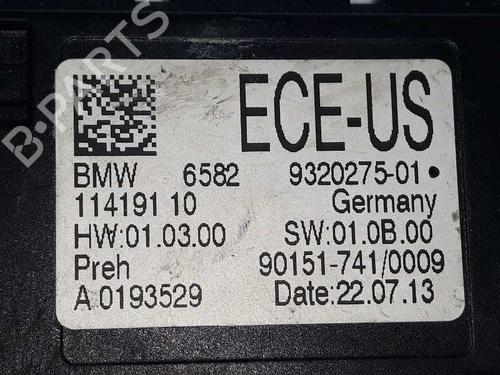 B-PARTS
ECE-US
BMW 6582 9320275-01
114191 10 Germany
HW:01.03.00 SW:01.0B.00
Preh 90151-741/0009
A 0193529 Date:22.07.13